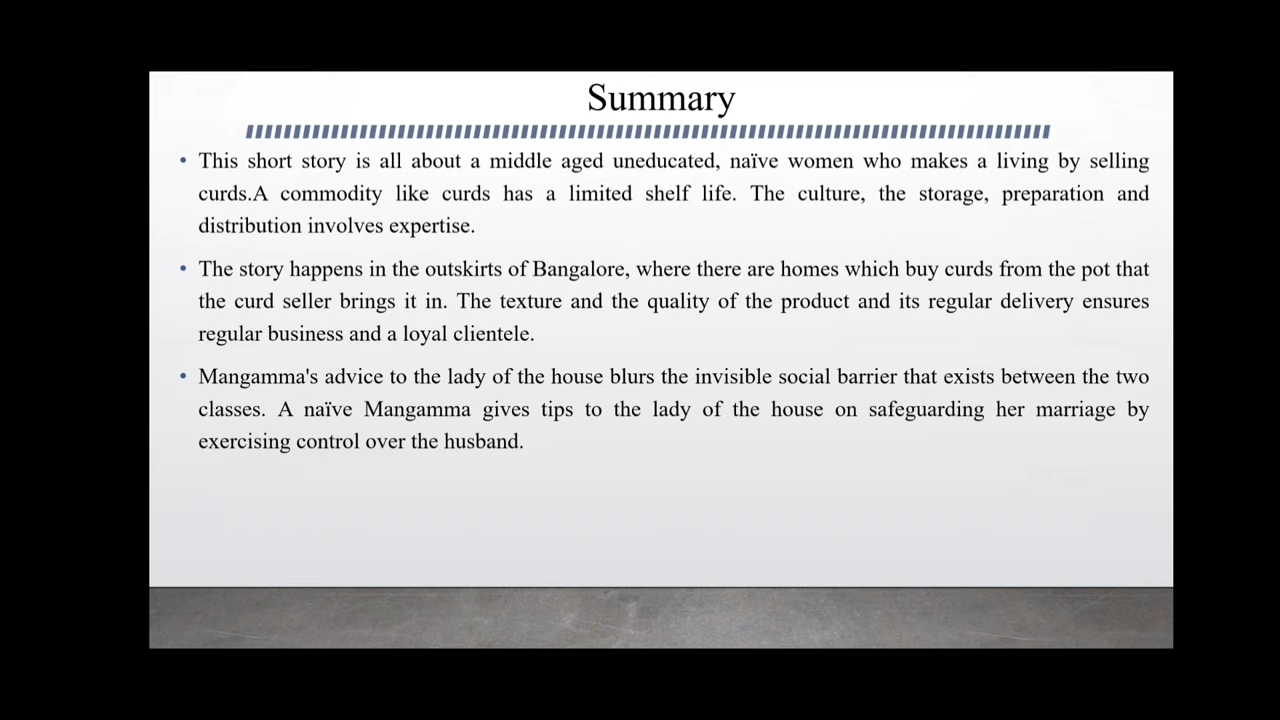 Summary
• This short story is all about a middle aged uneducated, naïve women who makes a living by selling
curds.A commodity like curds has a limited shelf life. The culture, the storage, preparation and
distribution involves expertise.
• The story happens in the outskirts of Bangalore, where there are homes which buy curds from the pot that
the curd seller brings it in. The texture and the quality of the product and its regular delivery ensures
regular business and a loyal clientele.
• Mangamma's advice to the lady of the house blurs the invisible social barrier that exists between the two
classes. A naïve Mangamma gives tips to the lady of the house on safeguarding her marriage by
exercising control over the husband.